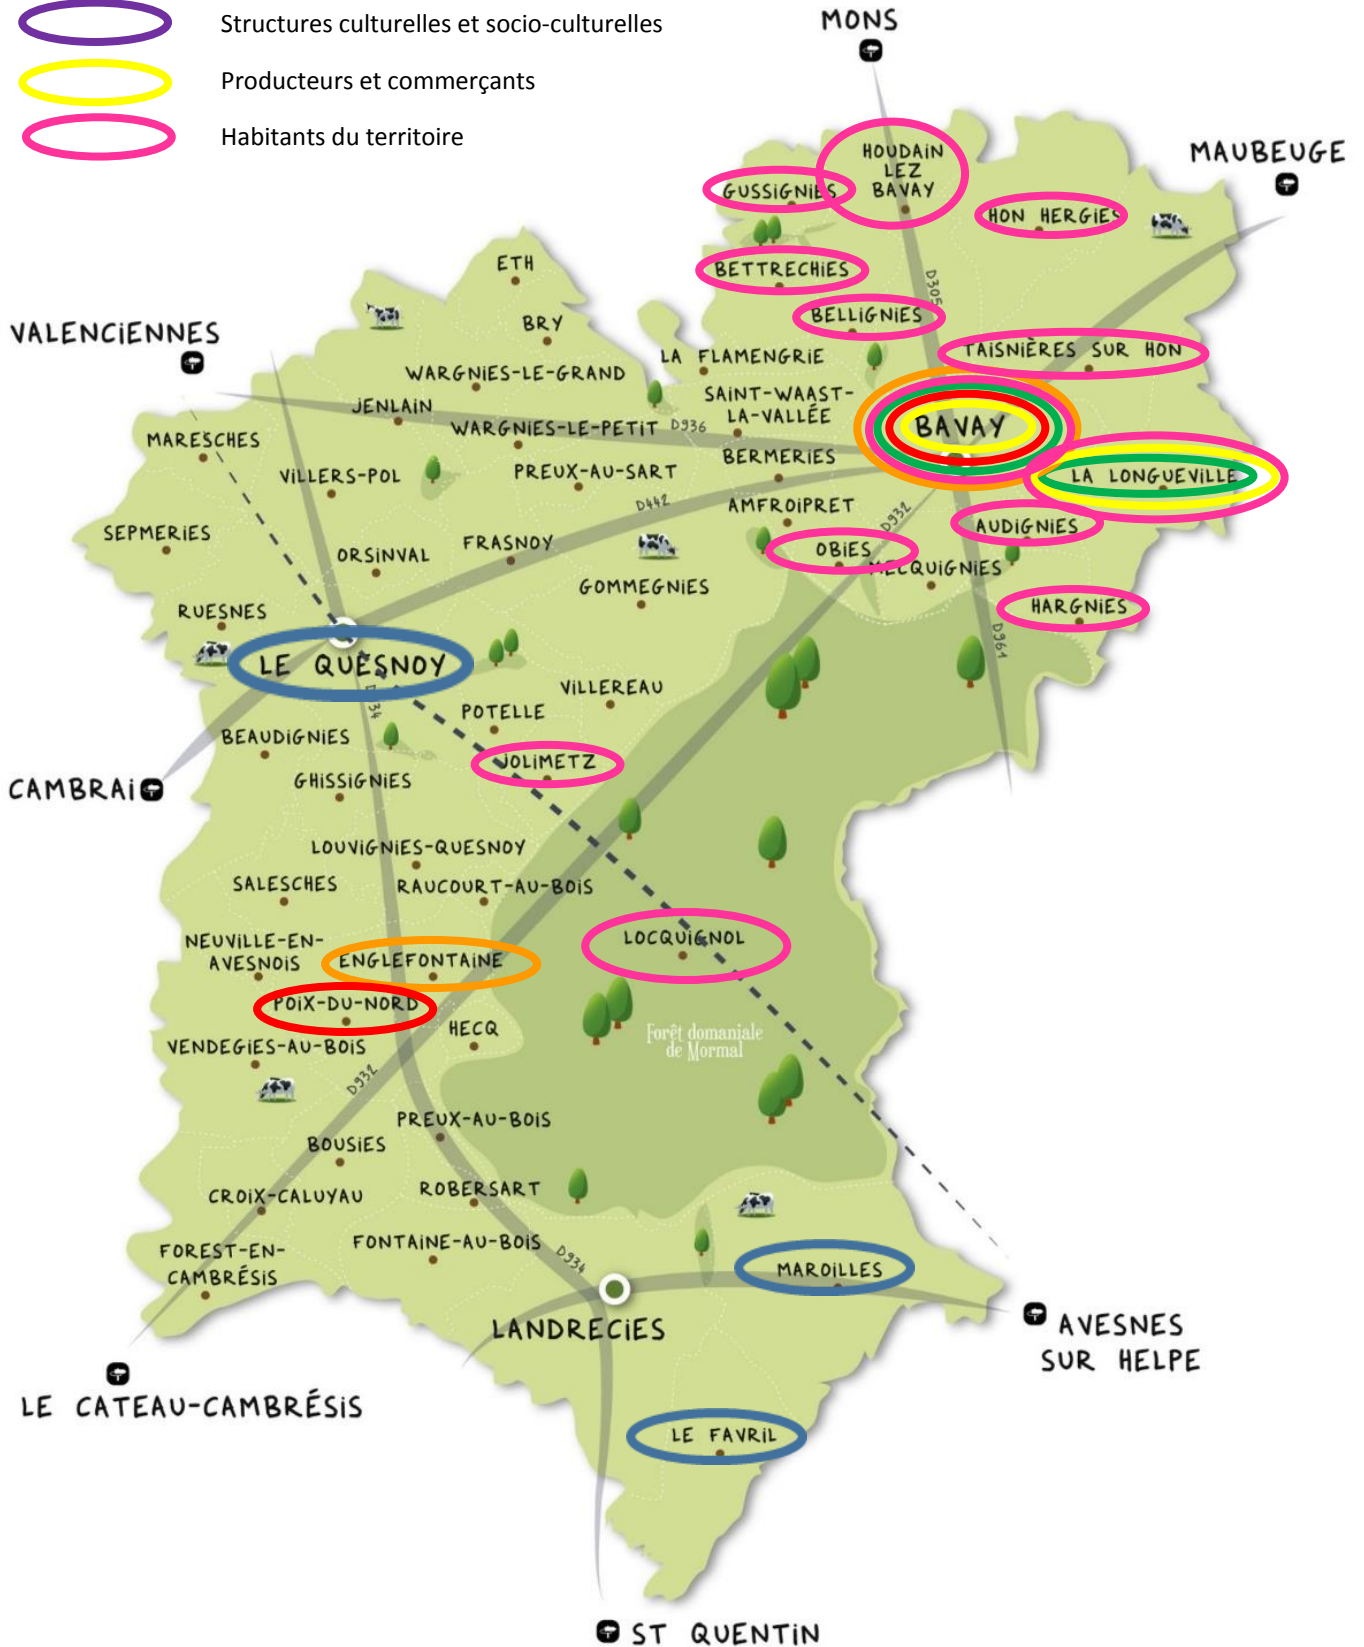 Structures culturelles et socio-culturelles
Producteurs et commerçants
Habitants du territoire
MONS
MAUBEUGE
HOUDAiN
LEZ
BAVAY
GUSSiGNiES
HON HERGiES
BETTRECHiES
ETH
D305
BELLiGNiES
BRY
VALENCiENNES
LA FLAMENGRiE
TAiSNiÈRES SUR HON
WARGNiES-LE-GRAND
JENLAiN
SAiNT-WAAST-
LA-VALLÉE
WARGNiES-LE-PETiT
D936
BAVAY
MARESCHES
BERMERiES
ViLLERS-POL
PREUX-AU-SART
LA LONGUEViLLE
D442
AMFROiPRET
D932
AUDiGNiES
SEPMERiES
ORSiNVAL
FRASNOY
OBiES
MECQUiGNiES
GOMMEGNiES
RUESNES
HARGNiES
D961
LE QUESNOY
D934
ViLLEREAU
POTELLE
BEAUDiGNiES
JOLiMETZ
GHiSSiGNiES
CAMBRAi
LOUViGNiES-QUESNOY
SALESCHES
RAUCOURT-AU-BOiS
NEUViLLE-EN-
AVESNOiS
ENGLEFONTAiNE
LOCQUiGNOL
POiX-DU-NORD
HECQ
Forêt domaniale
de Mormal
VENDEGiES-AU-BOiS
D932
PREUX-AU-BOiS
BOUSiES
CROiX-CALUYAU
ROBERSART
FONTAiNE-AU-BOiS
D934
FOREST-EN-
CAMBRÉSiS
MAROiLLES
LANDRECiES
AVESNES
SUR HELPE
LE CATEAU-CAMBRÉSiS
LE FAVRiL
ST QUENTiN